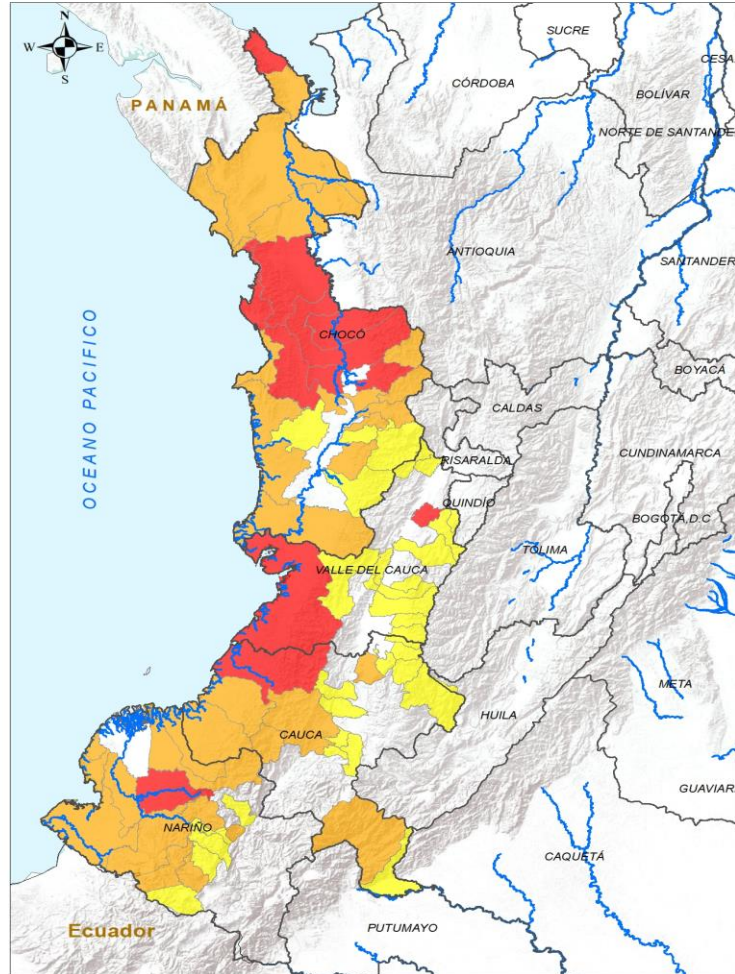 N
W E
S
SUCRE
CESA
CÓRDOBA
BOLÍVAR
PANAMÁ
NORTE DE SANTANDER
ANTIOQUIA
SANTANDER
OCEANO PACIFICO
CHOCÓ
BOYACÁ
CALDAS
CUNDINAMARCA
RISARALDA
QUINDÍO
BOGOTÁ,D.C
TOLIMA
VALLE DEL CAUCA
META
HUILA
CAUCA
GUAVIAR
NARIÑO
CAQUETÁ
PUTUMAYO
Ecuador